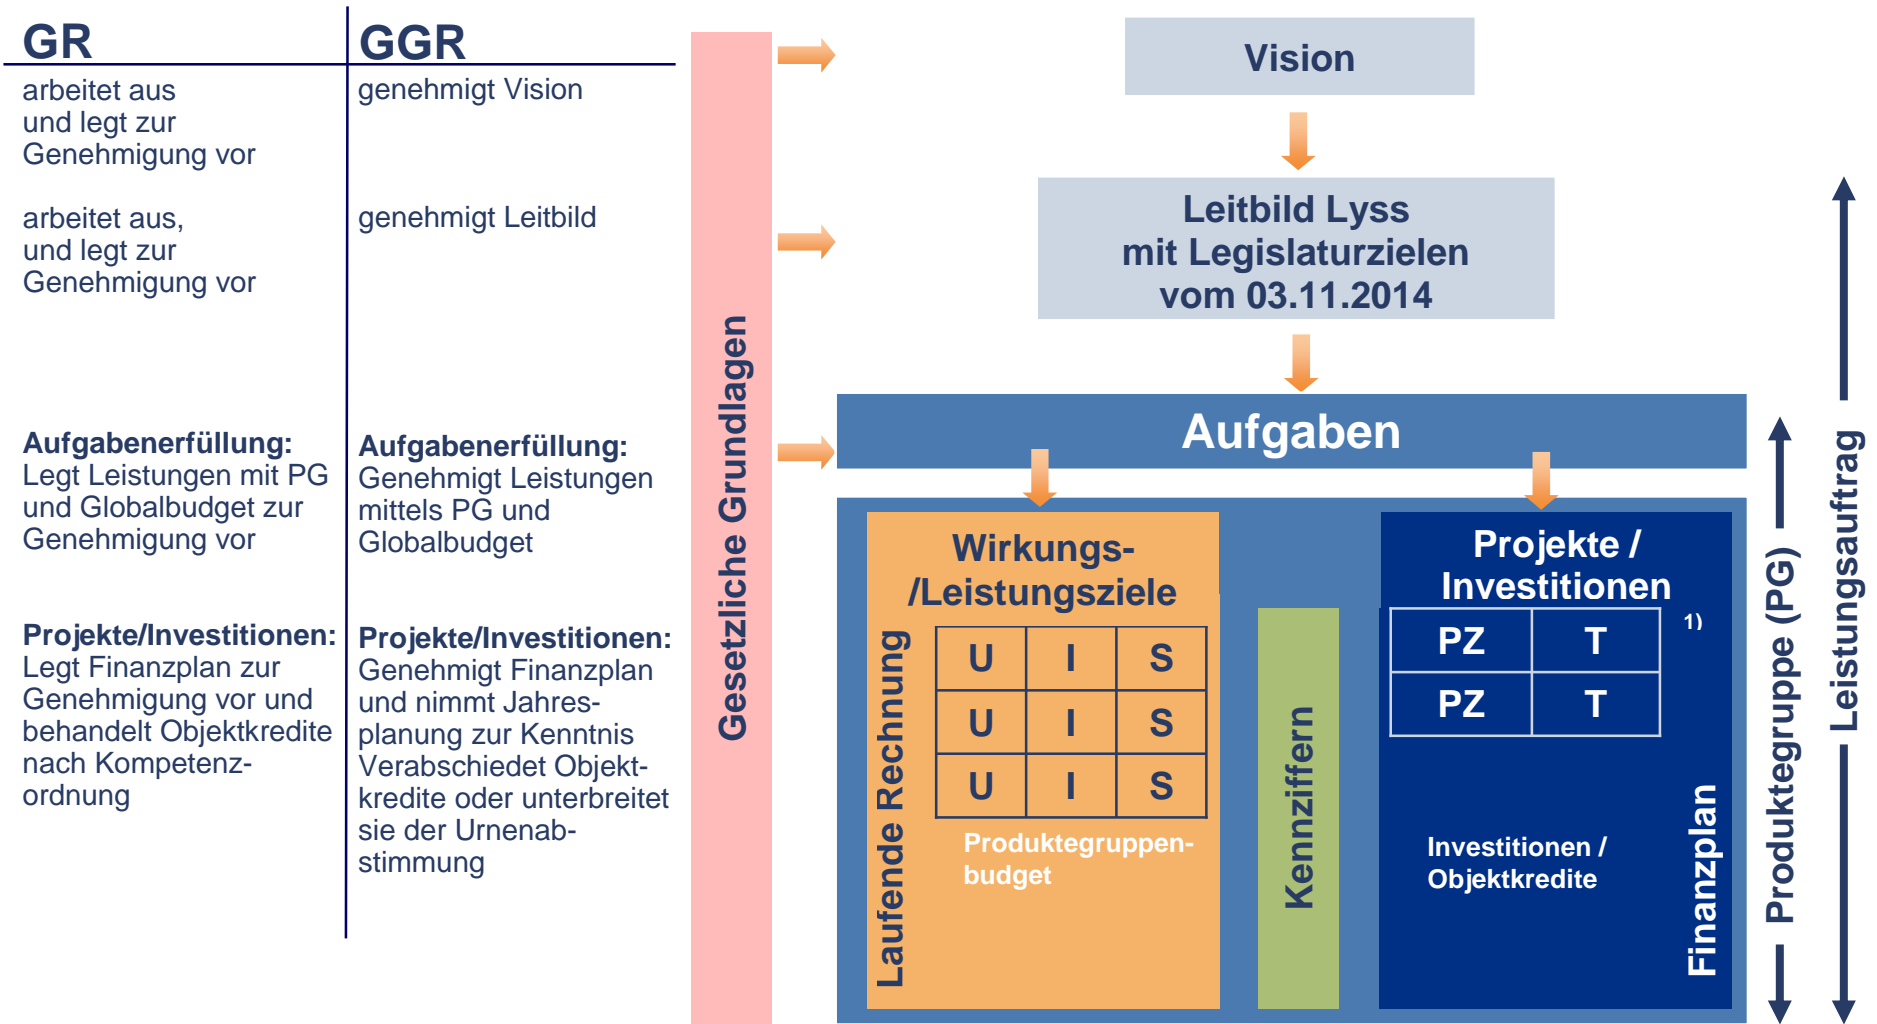 GR
arbeitet aus
und legt zur
Genehmigung vor
arbeitet aus,
und legt zur
Genehmigung vor
Aufgabenerfüllung:
Legt Leistungen mit PG
und Globalbudget zur
Genehmigung vor
Projekte/Investitionen:
Legt Finanzplan zur
Genehmigung vor und
behandelt Objektkredite
nach Kompetenz-
ordnung
GGR
genehmigt Vision
genehmigt Leitbild
Aufgabenerfüllung:
Genehmigt Leistungen
mittels PG und
Globalbudget
Projekte/Investitionen:
Genehmigt Finanzplan
und nimmt Jahres-
planung zur Kenntnis
Verabschiedet Objekt-
kredite oder unterbreitet
sie der Urnenab-
stimmung
Gesetzliche Grundlagen
Vision
Leitbild Lyss
mit Legislaturzielen
vom 03.11.2014
Aufgaben
Wirkungs-
/Leistungsziele
Laufende Rechnung
U I S
U I S
U I S
Produktegruppen-
budget
Kennziffern
Projekte /
Investitionen
PZ T
PZ T
1)
Investitionen /
Objektkredite
Finanzplan
Produktegruppe (PG)
Leistungsauftrag